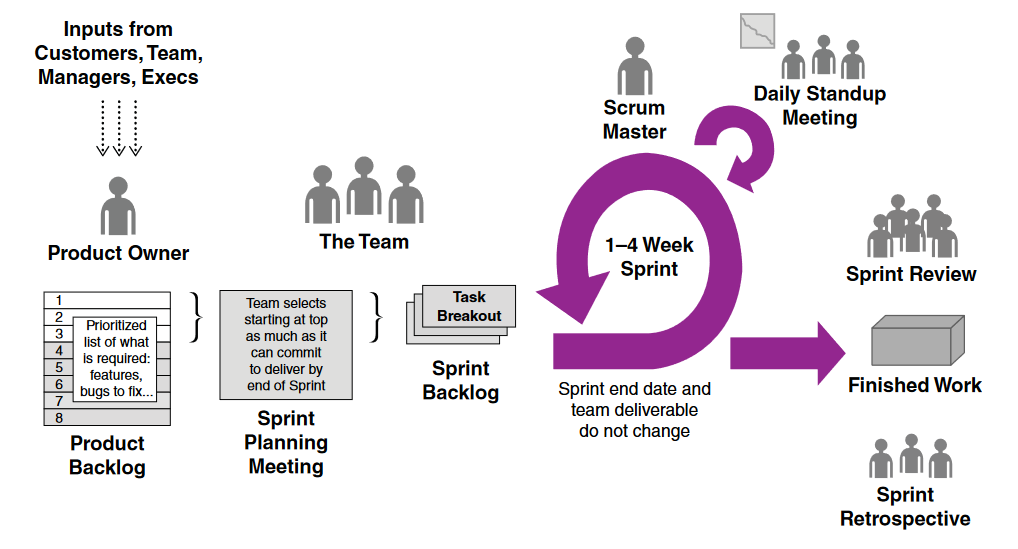 Inputs from
Customers, Team,
Managers, Execs
Product Owner
The Team
Scrum
Master
Daily Standup
Meeting
1
2
3
4
5
6
7
8
Prioritized
list of what
is required:
features,
bugs to fix...
Product
Backlog
Team selects
starting at top
as much as it
can commit
to deliver by
end of Sprint
Sprint
Planning
Meeting
Task
Breakout
Sprint
Backlog
1–4 Week
Sprint
Sprint end date and
team deliverable
do not change
Sprint Review
Finished Work
Sprint
Retrospective